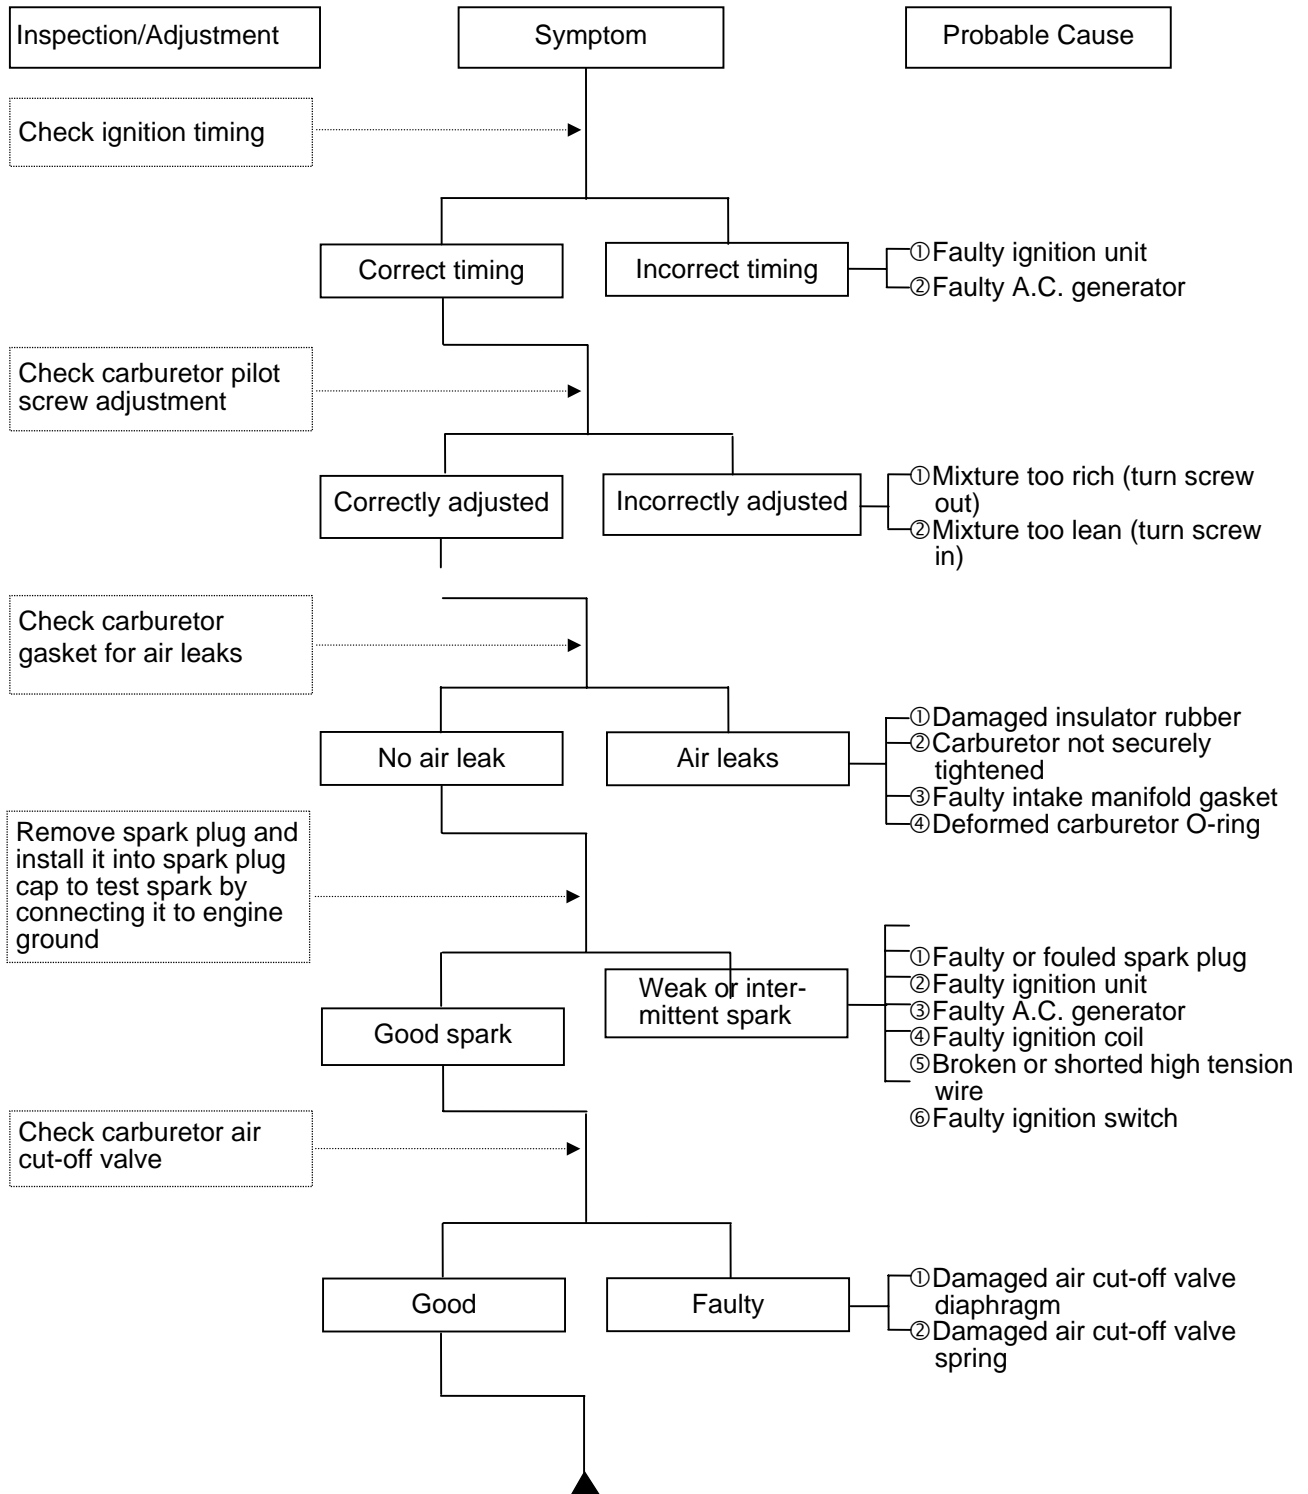 Inspection/Adjustment
Symptom
Probable Cause
Check ignition timing
Correct timing
Incorrect timing
①Faulty ignition unit
②Faulty A.C. generator
Check carburetor pilot
screw adjustment
Correctly adjusted
Incorrectly adjusted
①Mixture too rich (turn screw
out)
②Mixture too lean (turn screw
in)
Check carburetor
gasket for air leaks
No air leak
Air leaks
①Damaged insulator rubber
②Carburetor not securely
tightened
③Faulty intake manifold gasket
④Deformed carburetor O-ring
Remove spark plug and
install it into spark plug
cap to test spark by
connecting it to engine
ground
Good spark
Weak or inter-
mittent spark
①Faulty or fouled spark plug
②Faulty ignition unit
③Faulty A.C. generator
④Faulty ignition coil
⑤Broken or shorted high tension
wire
⑥Faulty ignition switch
Check carburetor air
cut-off valve
Good
Faulty
①Damaged air cut-off valve
diaphragm
②Damaged air cut-off valve
spring